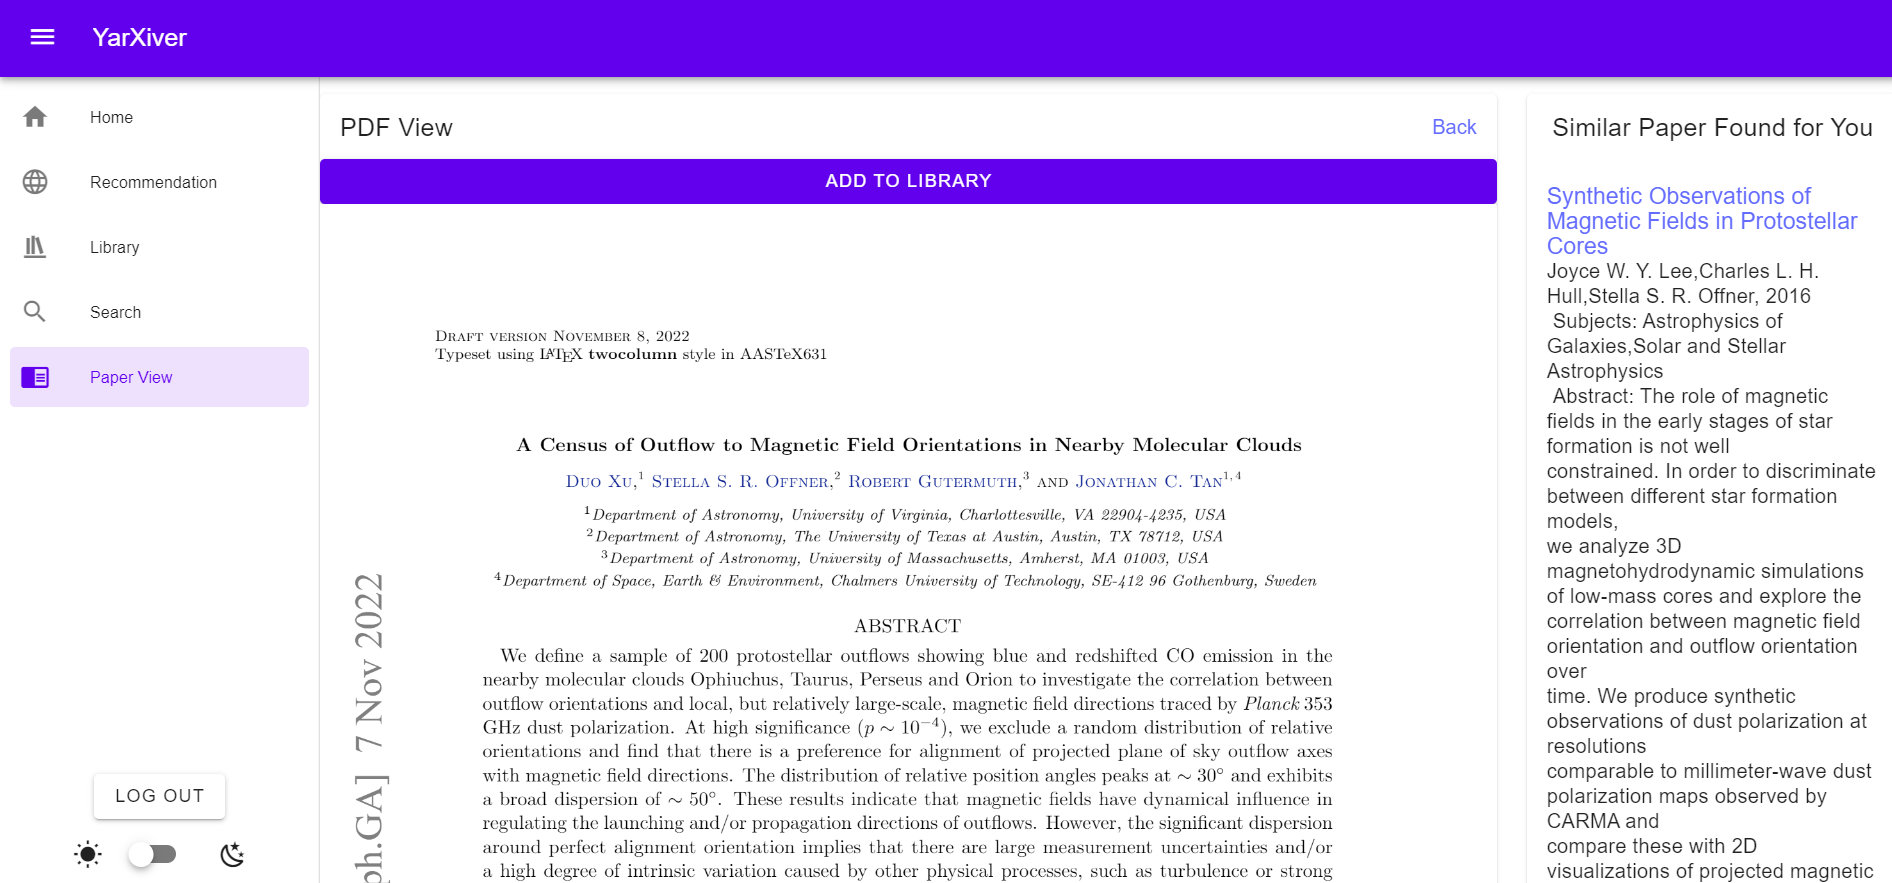 YarXiver
Home
Recommendation
Library
Search
Paper View
LOG OUT
PDF View
Back
ADD TO LIBRARY
Draft version November 8, 2022
Typeset using LATEX twocolumn style in AASTeX631
A Census of Outflow to Magnetic Field Orientations in Nearby Molecular Clouds
Duo Xu,1 Stella S. R. Offner,2 Robert Gutermuth,3 and Jonathan C. Tan1,4
1Department of Astronomy, University of Virginia, Charlottesville, VA 22904-4235, USA
2Department of Astronomy, The University of Texas at Austin, Austin, TX 78712, USA
3Department of Astronomy, University of Massachusetts, Amherst, MA 01003, USA
4Department of Space, Earth & Environment, Chalmers University of Technology, SE-412 96 Gothenburg, Sweden
ABSTRACT
We define a sample of 200 protostellar outflows showing blue and redshifted CO emission in the
nearby molecular clouds Ophiuchus, Taurus, Perseus and Orion to investigate the correlation between
outflow orientations and local, but relatively large-scale, magnetic field directions traced by Planck 353
GHz dust polarization. At high significance (p ∼ 10−4), we exclude a random distribution of relative
orientations and find that there is a preference for alignment of projected plane of sky outflow axes
with magnetic field directions. The distribution of relative position angles peaks at ∼ 30° and exhibits
a broad dispersion of ∼ 50°. These results indicate that magnetic fields have dynamical influence in
regulating the launching and/or propagation directions of outflows. However, the significant dispersion
around perfect alignment orientation implies that there are large measurement uncertainties and/or
a high degree of intrinsic variation caused by other physical processes, such as turbulence or strong
ph.GA] 7 Nov 2022
Similar Paper Found for You
Synthetic Observations of
Magnetic Fields in Protostellar
Cores
Joyce W. Y. Lee,Charles L. H.
Hull,Stella S. R. Offner, 2016
Subjects: Astrophysics of
Galaxies,Solar and Stellar
Astrophysics
Abstract: The role of magnetic
fields in the early stages of star
formation is not well
constrained. In order to discriminate
between different star formation
models,
we analyze 3D
magnetohydrodynamic simulations
of low-mass cores and explore the
correlation between magnetic field
orientation and outflow orientation
over
time. We produce synthetic
observations of dust polarization at
resolutions
comparable to millimeter-wave dust
polarization maps observed by
CARMA and
compare these with 2D
visualizations of projected magnetic